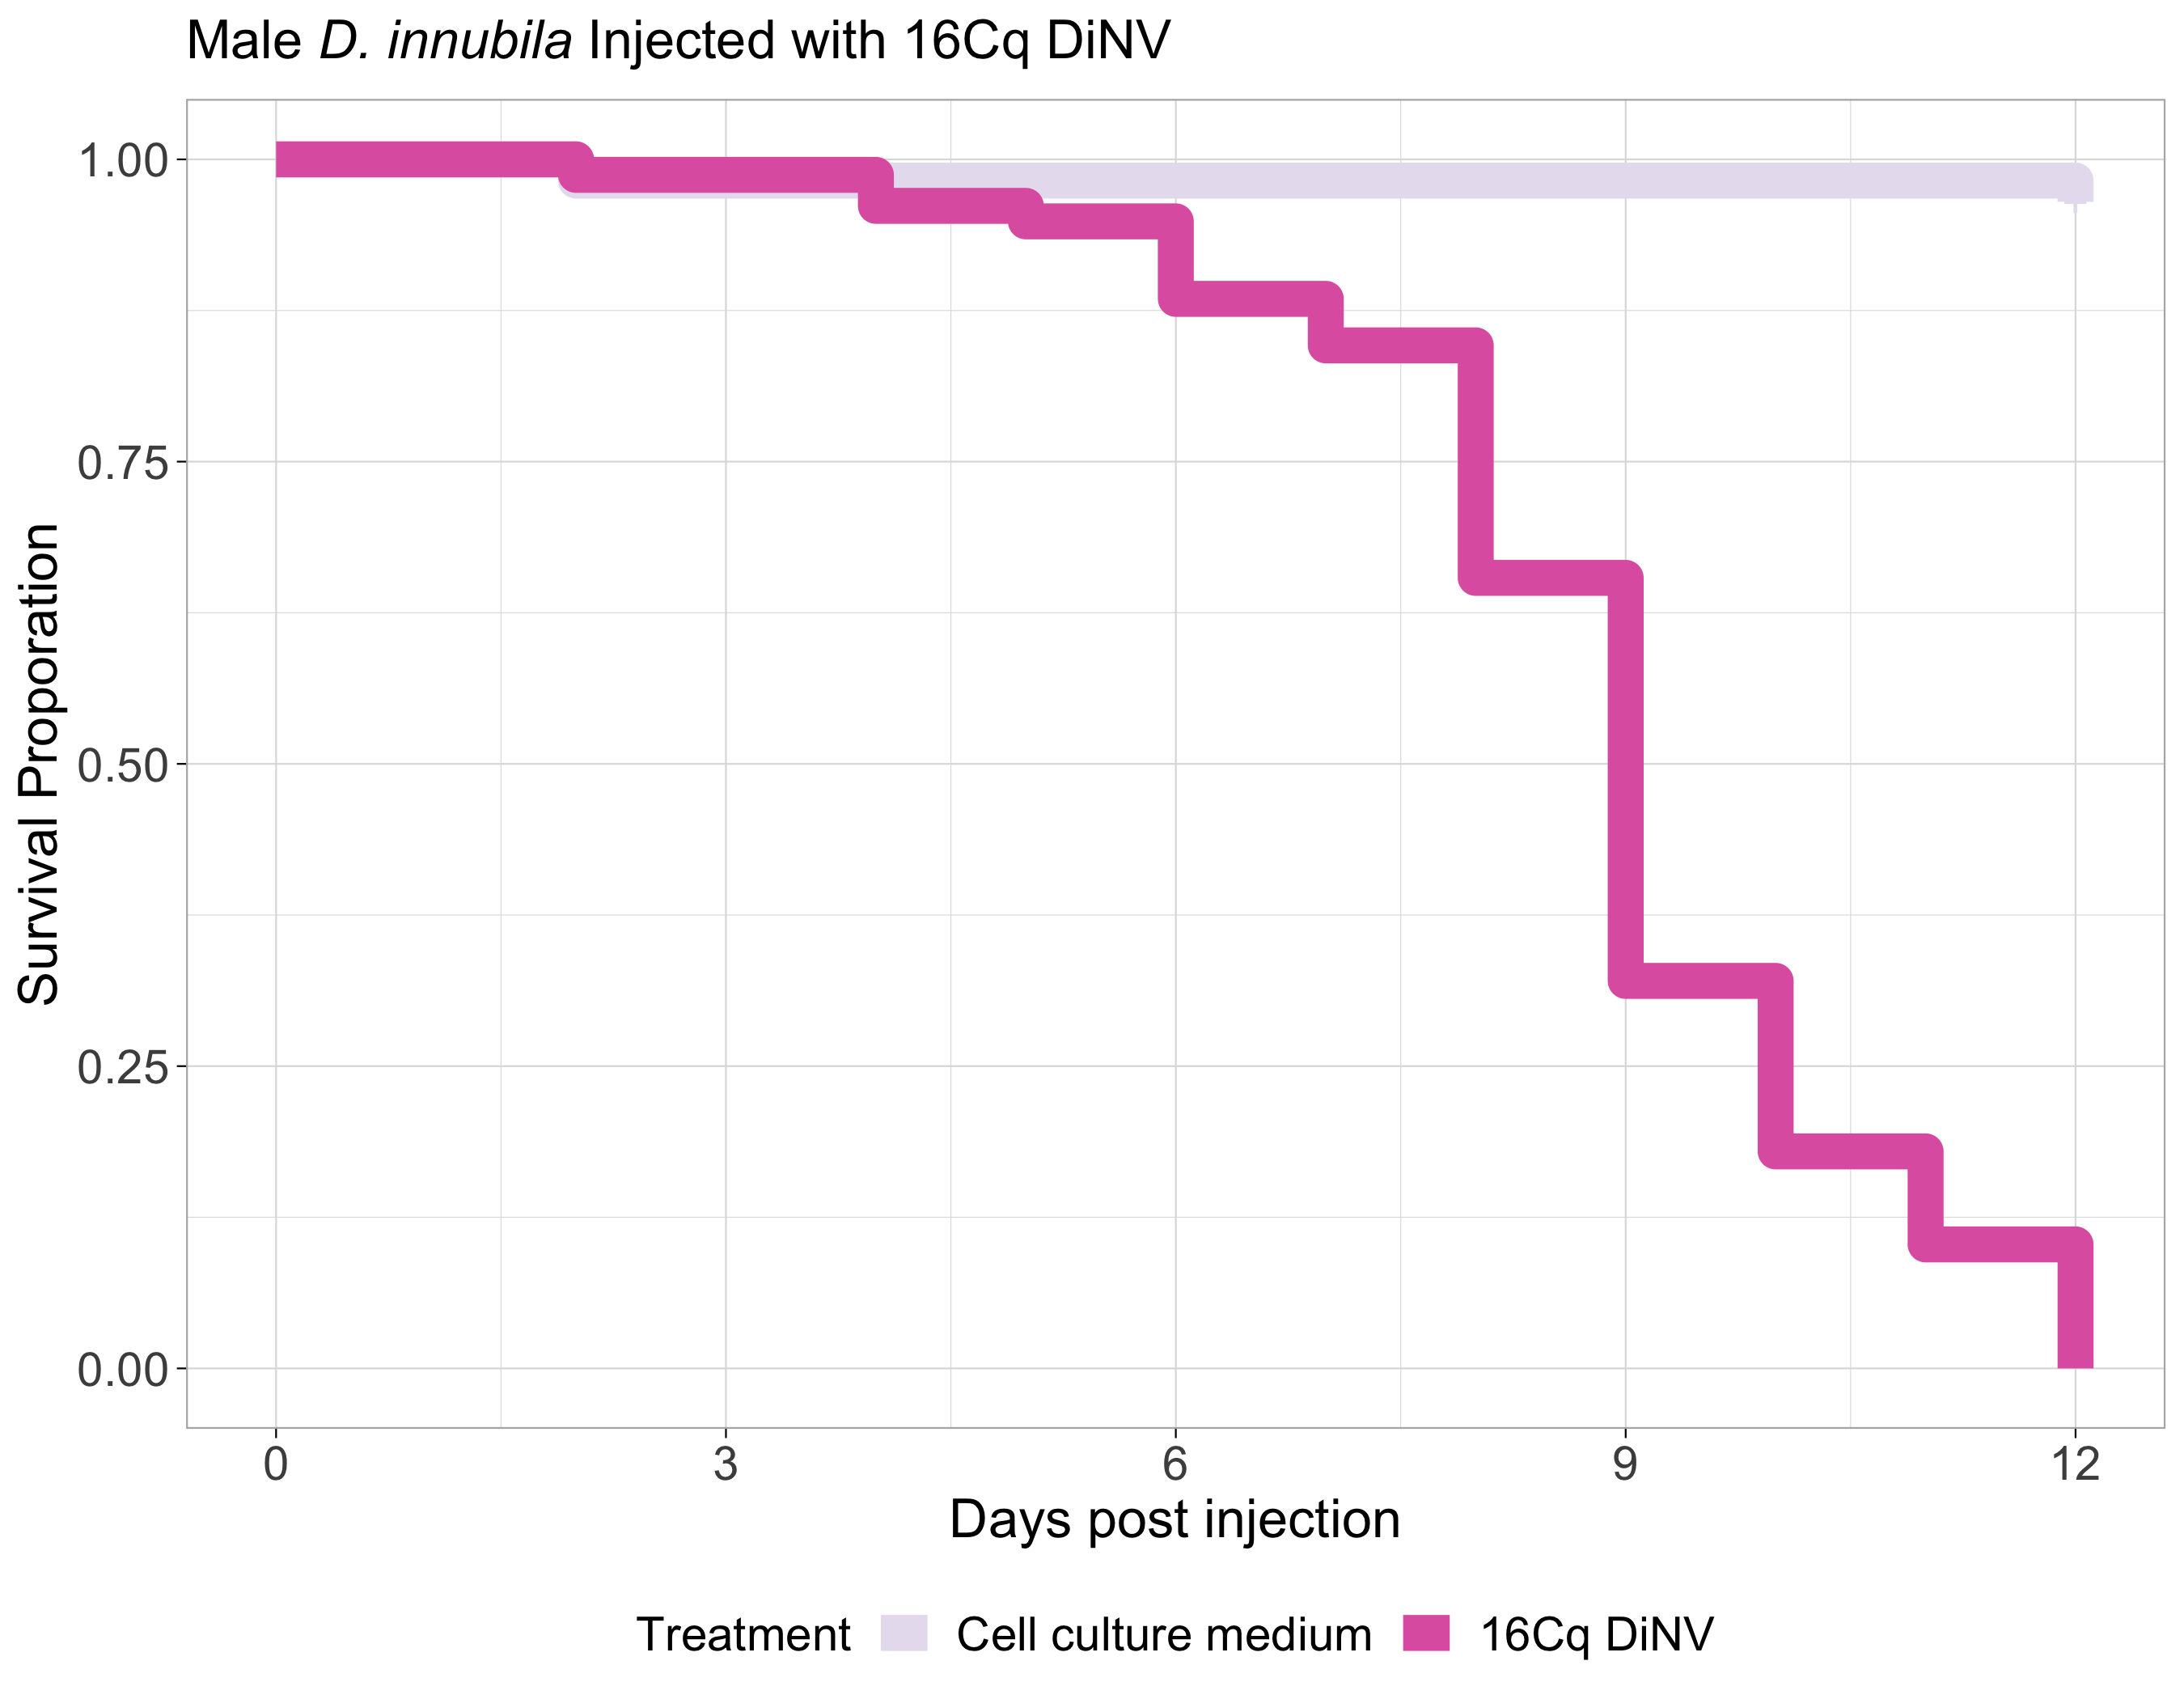 Male D. innubila Injected with 16Cq DiNV
Survival Proporation
1.00
0.75
0.50
0.25
0.00
0 3 6 9 12
Days post injection
Treatment Cell culture medium 16Cq DiNV